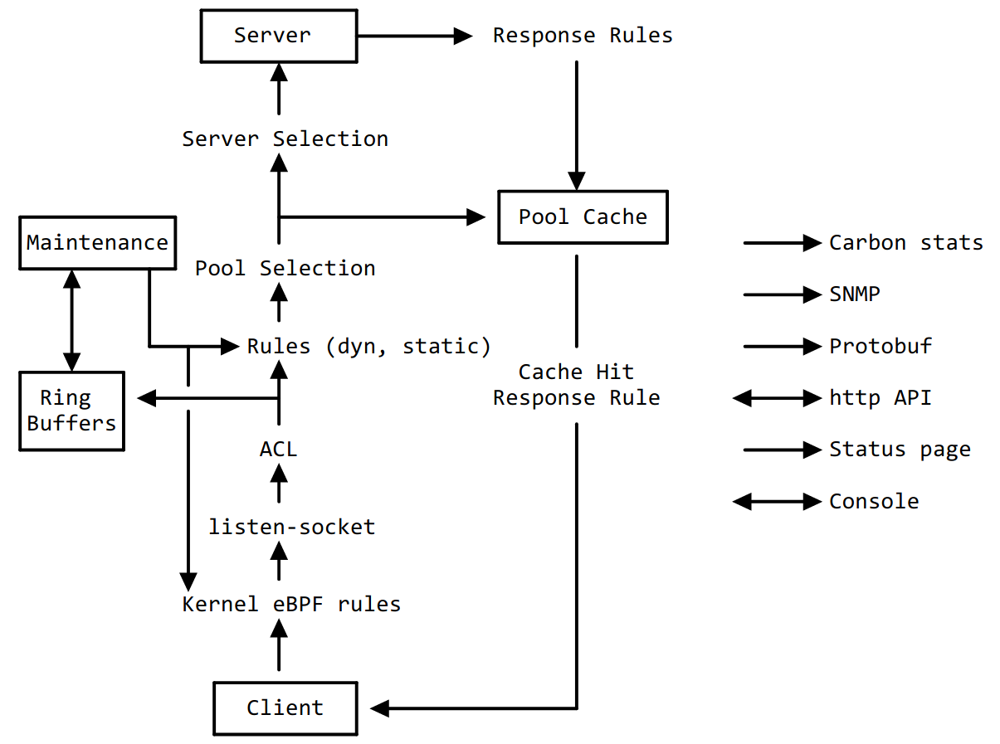 Server
Response Rules
Server Selection
Pool Cache
Maintenance
Carbon stats
Pool Selection
SNMP
Rules (dyn, static)
Protobuf
Cache Hit
Response Rule
Ring
Buffers
http API
ACL
Status page
Console
listen-socket
Kernel eBPF rules
Client